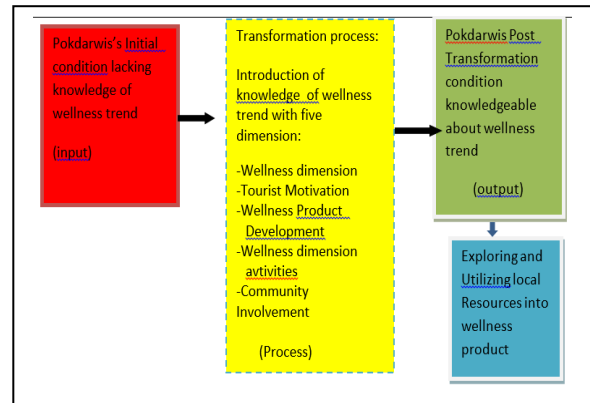 Pokdarwis's Initial
condition lacking
knowledge of
wellness trend
(input)
Transformation process:
Introduction of
knowledge of wellness
trend with five
dimension:
-Wellness dimension
-Tourist Motivation
-Wellness Product
Development
-Wellness dimension
avtivities
-Community
Involvement
(Process)
Pokdarwis Post
Transformation
condition
knowledgeable
about wellness
trend
(output)
Exploring and
Utilizing local
Resources into
wellness
product